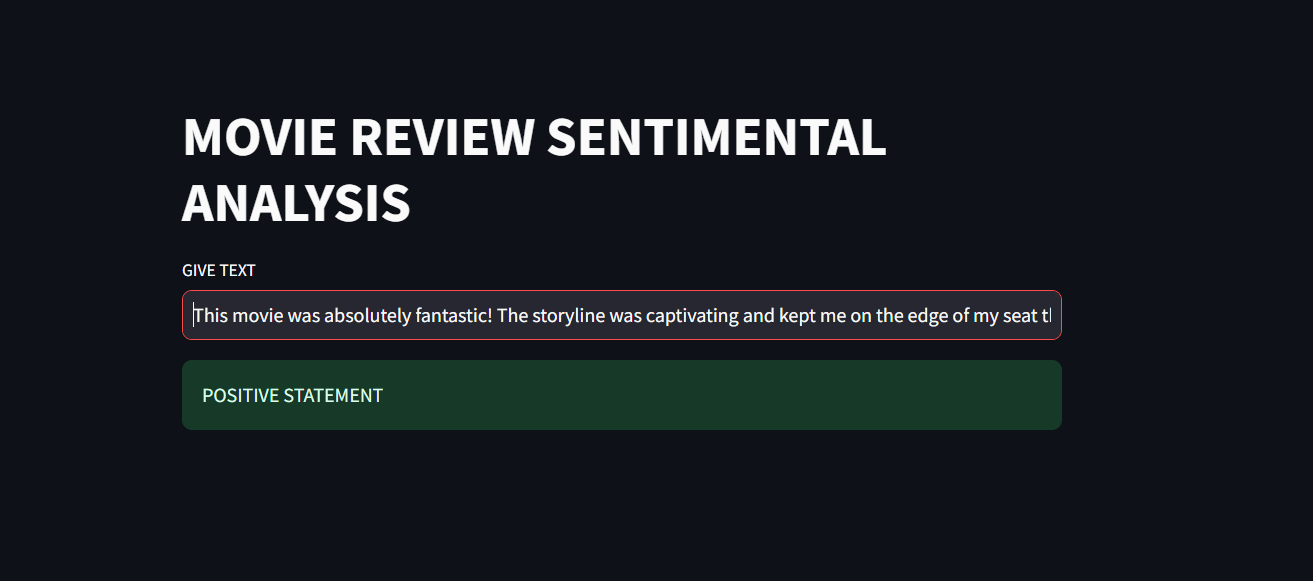 MOVIE REVIEW SENTIMENTAL
ANALYSIS
GIVE TEXT
This movie was absolutely fantastic! The storyline was captivating and kept me on the edge of my seat
POSITIVE STATEMENT